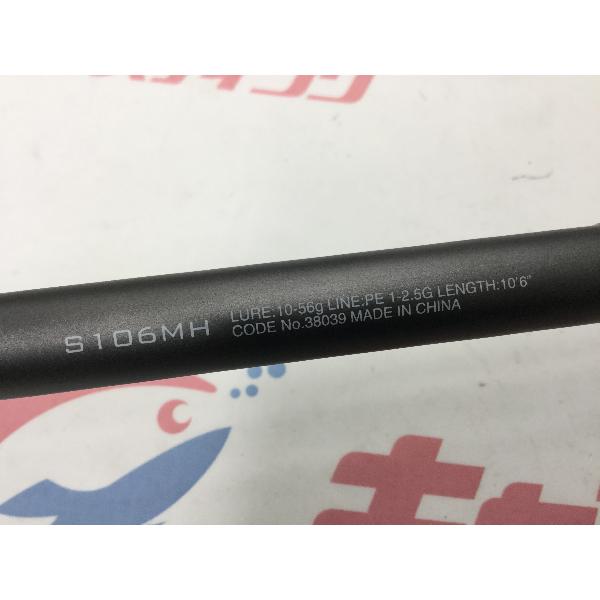 S106MH
LURE:10-56g LINE:PE 1-2.5G LENGTH:10'6"
CODE No.38039 MADE IN CHINA